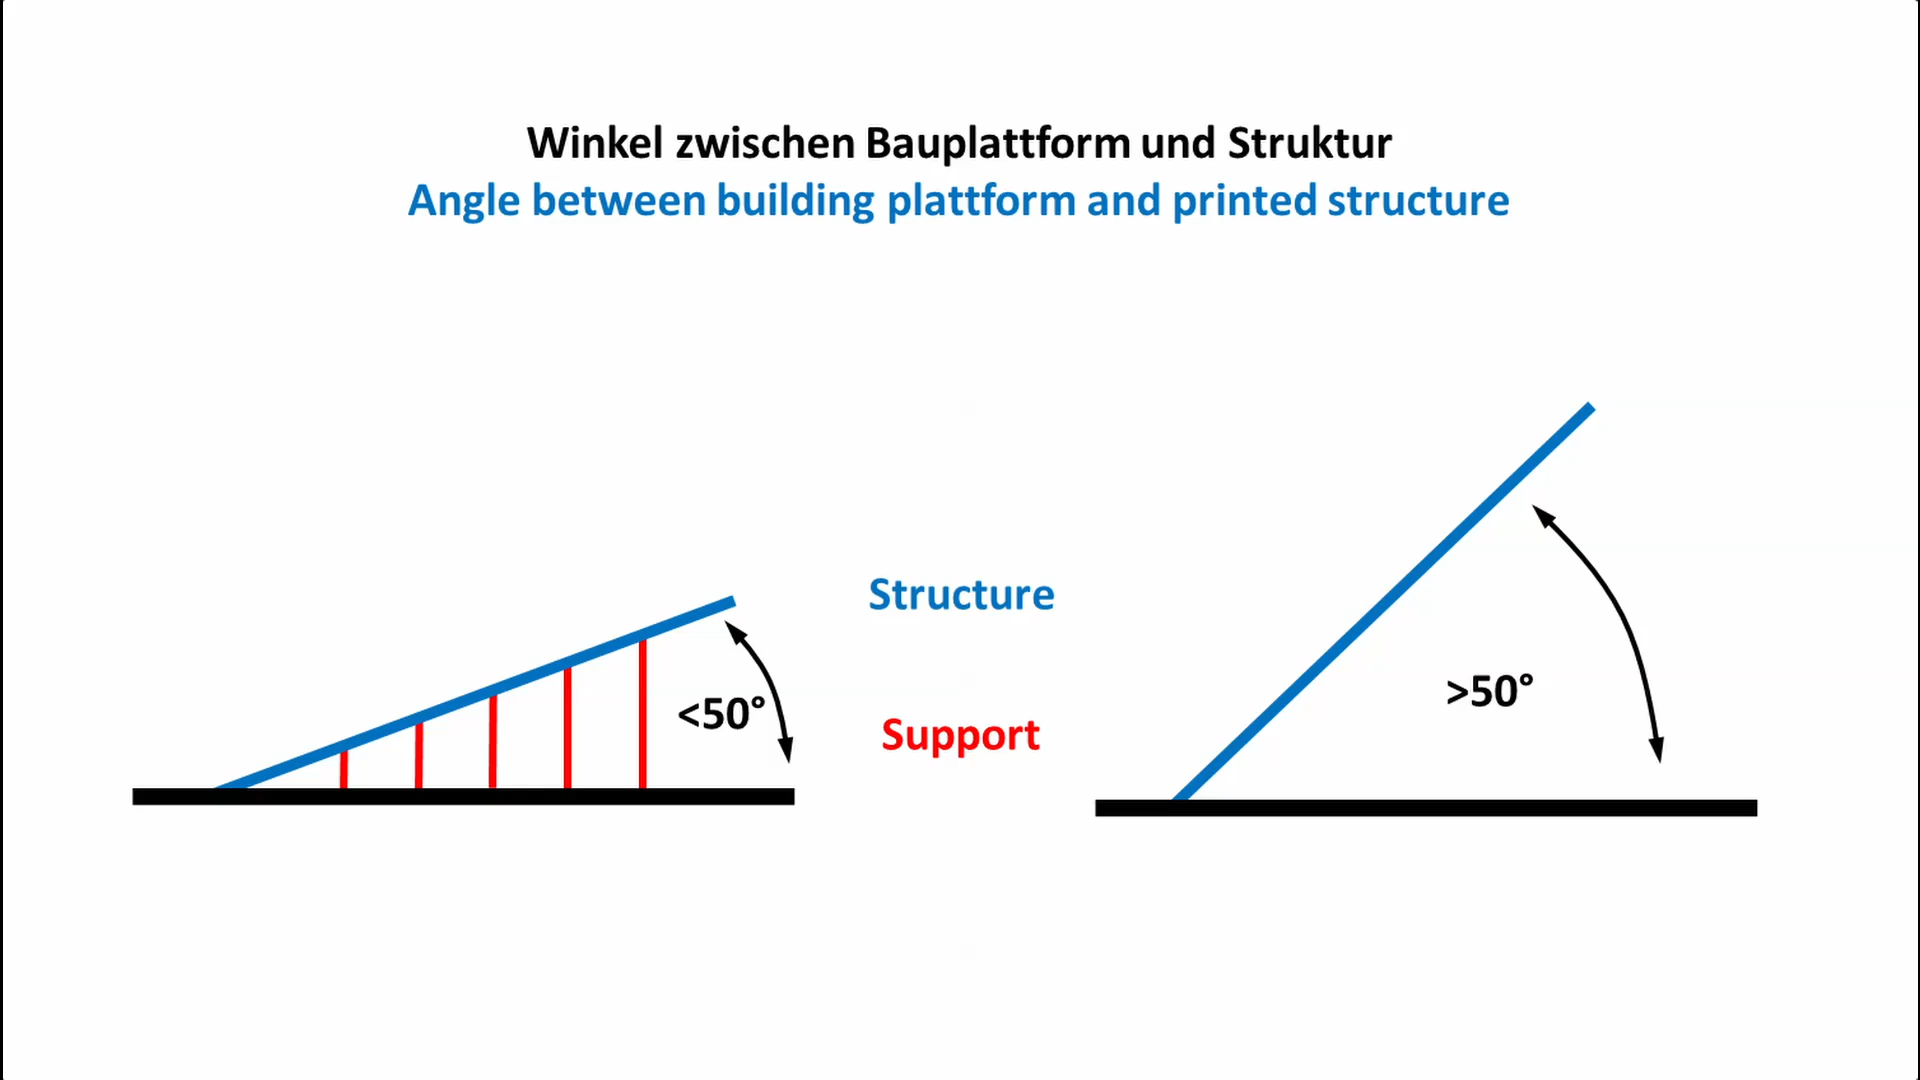 Winkel zwischen Bauplattform und Struktur
Angle between building plattform and printed structure
Structure
Support
<50°
>50°